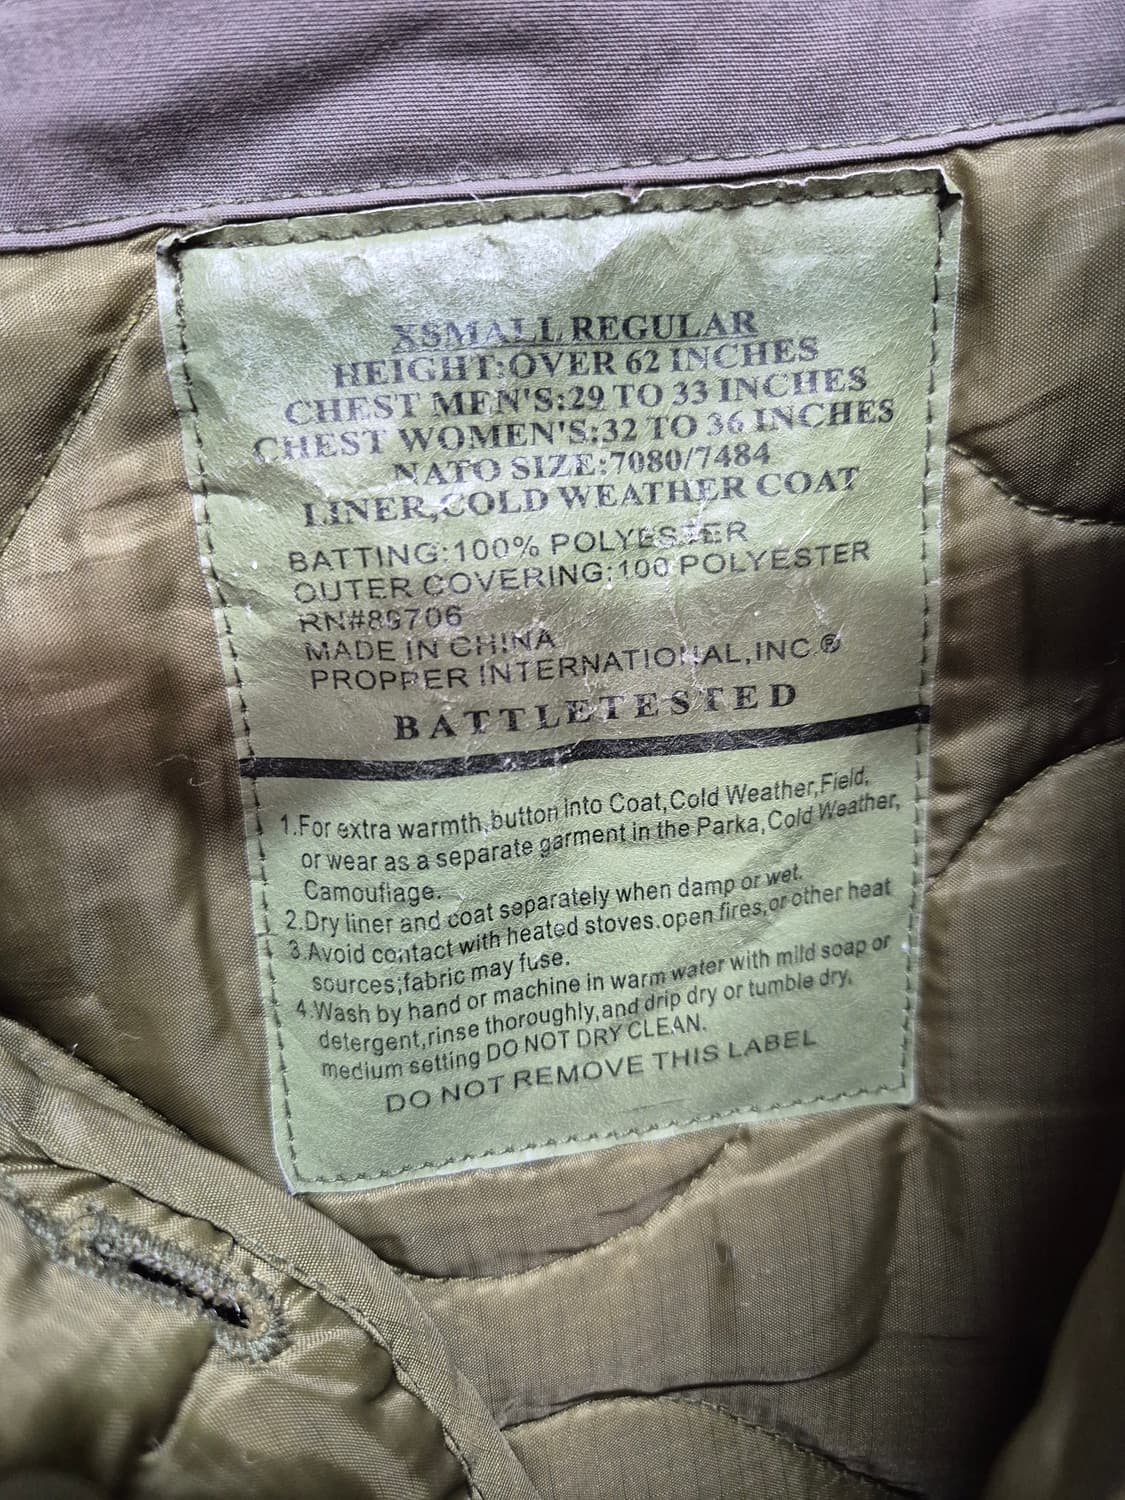 XSMALL REGULAR
HEIGHT:OVER 62 INCHES
CHEST MEN'S:29 TO 33 INCHES
CHEST WOMEN'S:32 TO 36 INCHES
NATO SIZE:7080/7484
LINER,COLD WEATHER COAT
BATTING:100% POLYESTER
OUTER COVERING:100 POLYESTER
RN#89706
MADE IN CHINA
PROPPER INTERNATIONAL,INC.®
BATTLETESTED
1.For extra warmth,button into Coat,Cold Weather,Field,
or wear as a separate garment in the Parka,Cold Weather,
Camouflage.
2.Dry liner and coat separately when damp or wet.
3.Avoid contact with heated stoves.open fires,or other heat
sources;fabric may fuse.
4.Wash by hand or machine in warm water with mild soap or
detergent,rinse thoroughly,and drip dry or tumble dry,
medium setting DO NOT DRY CLEAN.
DO NOT REMOVE THIS LABEL